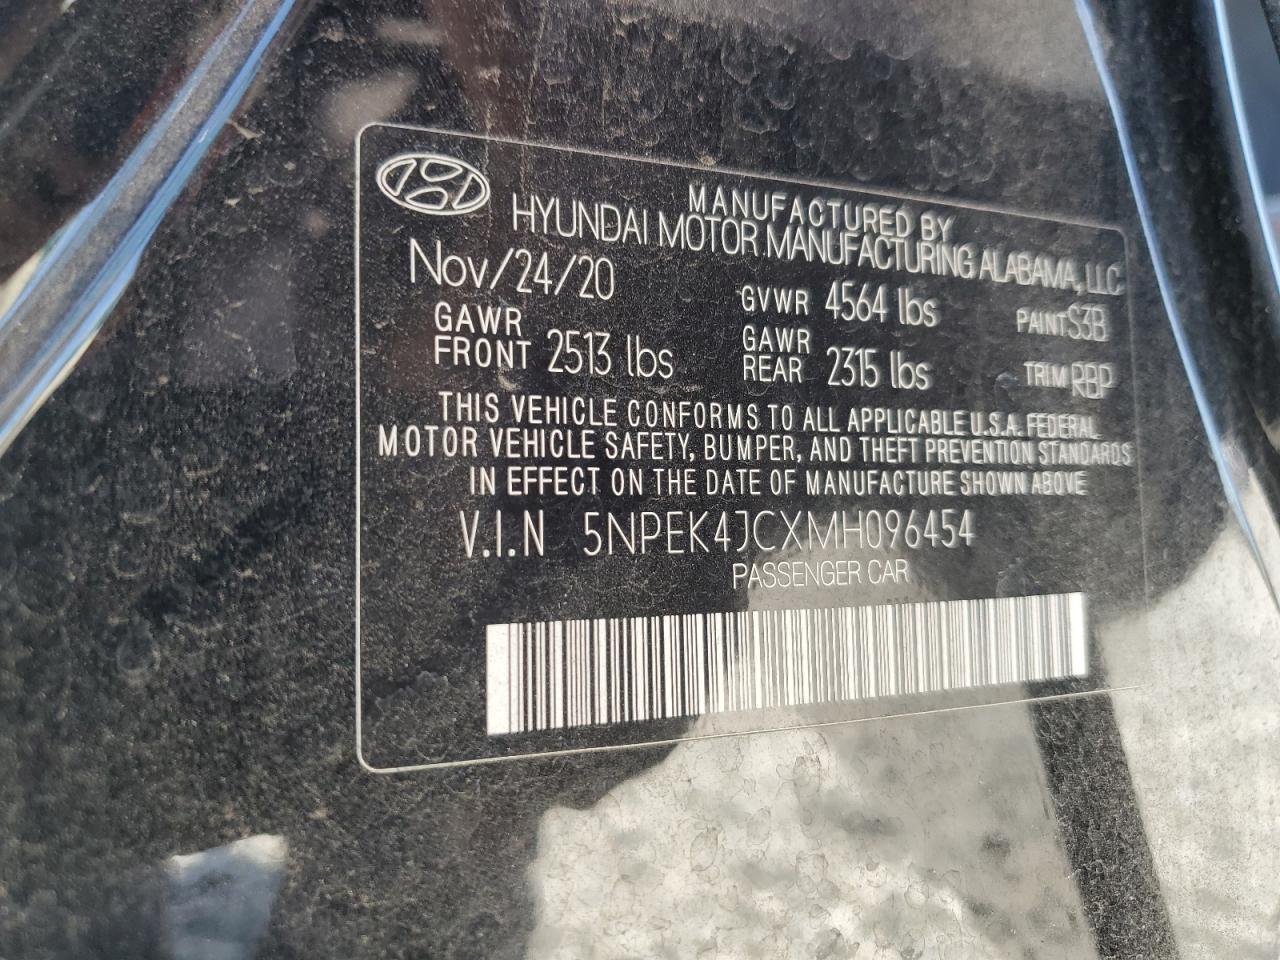 MANUFACTURED BY
HYUNDAI MOTOR MANUFACTURING ALABAMA, LLC
Nov/24/20 GVWR 4564 lbs PAINT S3B
GAWR FRONT 2513 lbs GAWR REAR 2315 lbs TRIM RBP
THIS VEHICLE CONFORMS TO ALL APPLICABLE U.S.A. FEDERAL
MOTOR VEHICLE SAFETY, BUMPER, AND THEFT PREVENTION STANDARDS
IN EFFECT ON THE DATE OF MANUFACTURE SHOWN ABOVE
V.I.N 5NPEK4JCXMH096454
PASSENGER CAR